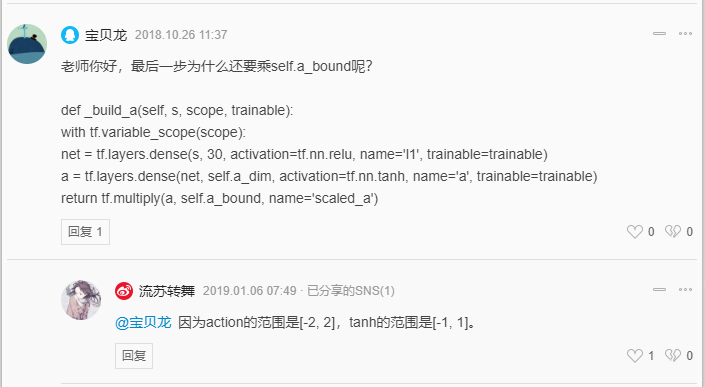 宝贝龙 2018.10.26 11:37
老师你好，最后一步为什么还要乘self.a_bound呢？
def _build_a(self, s, scope, trainable):
with tf.variable_scope(scope):
net = tf.layers.dense(s, 30, activation=tf.nn.relu, name='l1', trainable=trainable)
a = tf.layers.dense(net, self.a_dim, activation=tf.nn.tanh, name='a', trainable=trainable)
return tf.multiply(a, self.a_bound, name='scaled_a')
回复 1 0 0
流苏转舞 2019.01.06 07:49 · 已分享的SNS(1)
@宝贝龙 因为action的范围是[-2, 2]，tanh的范围是[-1, 1]。
回复 1 0